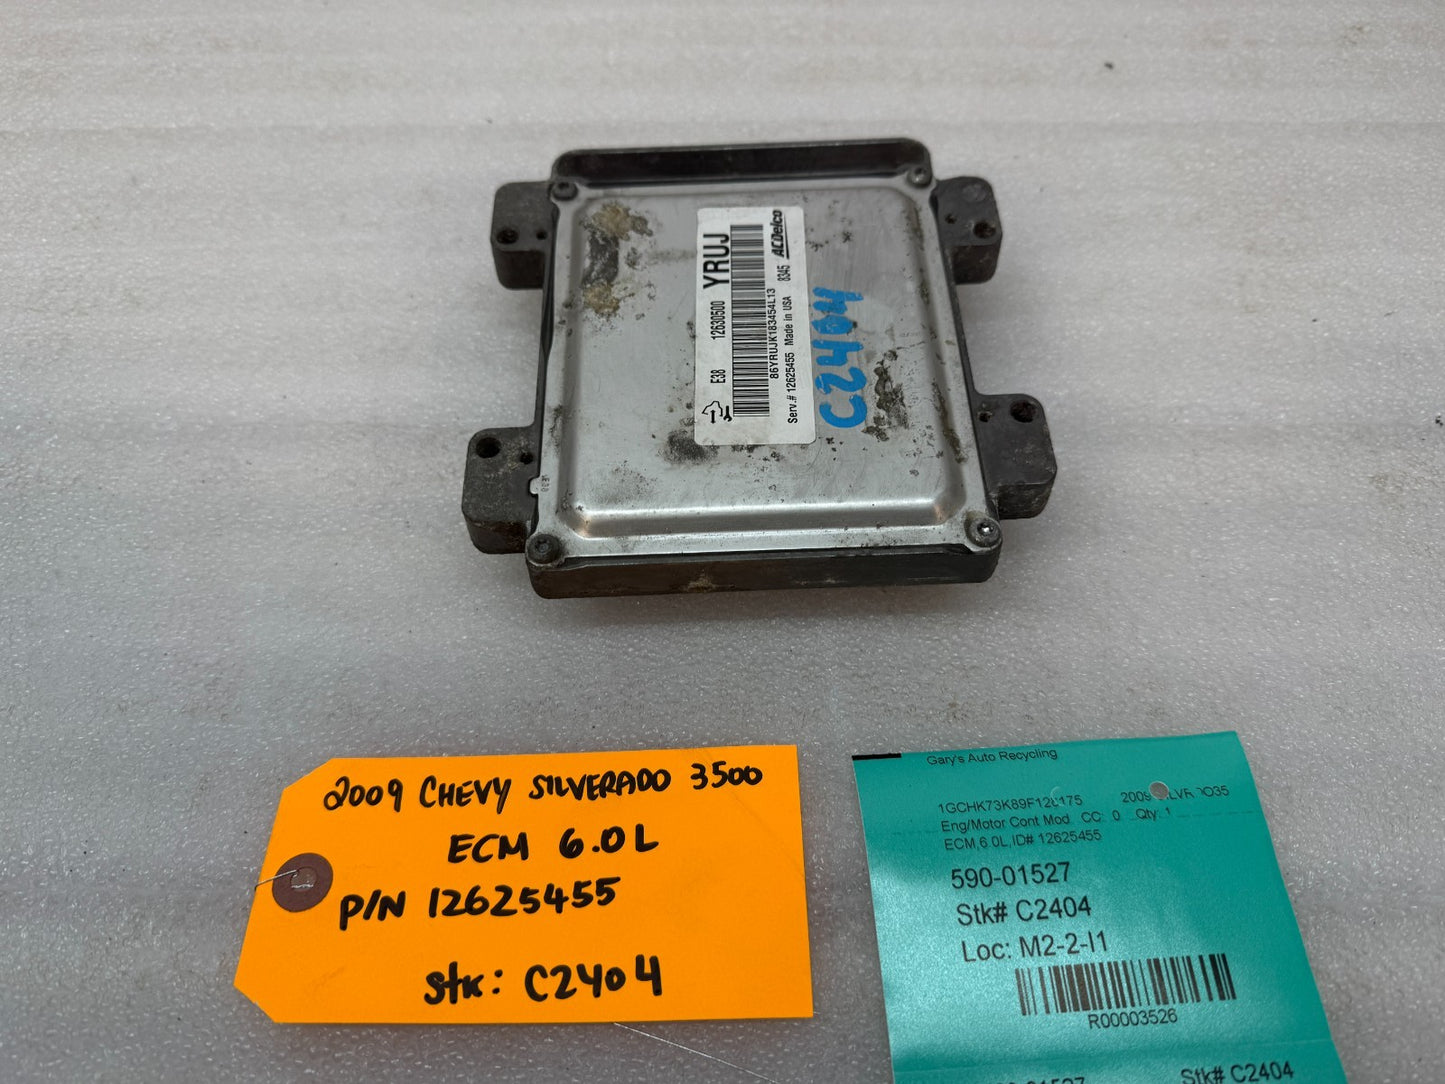 E38 12630500 YRUJ
86YRUJK183454L13
Serv.# 12625455 Made in USA 8345 ACDelco
C2404
2009 CHEVY SILVERADO 3500
ECM 6.0L
P/N 12625455
Stk: C2404
Gary's Auto Recycling
2009
Eng/Motor Cont Mod CC: 0 Qty: 1
ECM,6.0L,ID# 12625455
590-01527
Stk# C2404
Loc: M2-2-I1
R00003526
Stk# C2404